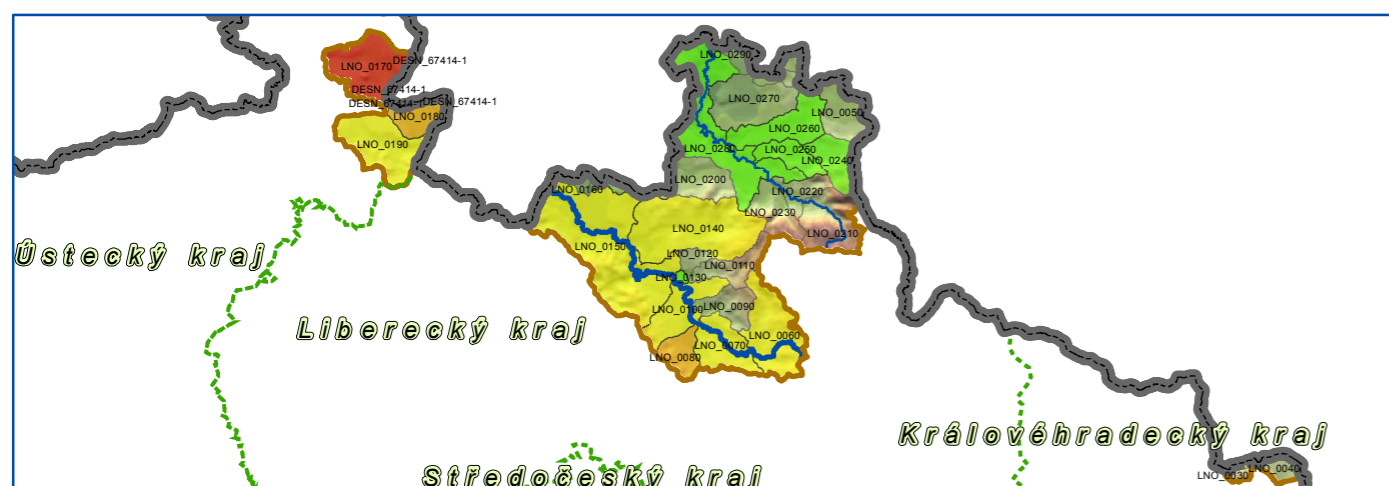 LNO_0290
DESN_67414-1
LNO_0170
DESN_67414-1
LNO_0270
DESN_67414-1
DESN_67414-1
LNO_0050
LNO_0180
LNO_0260
LNO_0190
LNO_0280
LNO_0250
LNO_0240
LNO_0200
LNO_0160
LNO_0220
LNO_0230
LNO_0140
LNO_0210
LNO_0150
Ústecký kraj
LNO_0120
LNO_0110
LNO_0130
LNO_0090
LNO_0100
Liberecký kraj
LNO_0060
LNO_0070
LNO_0080
Královéhradecký kraj
LNO_0040
LNO_0030
Středočeský kraj